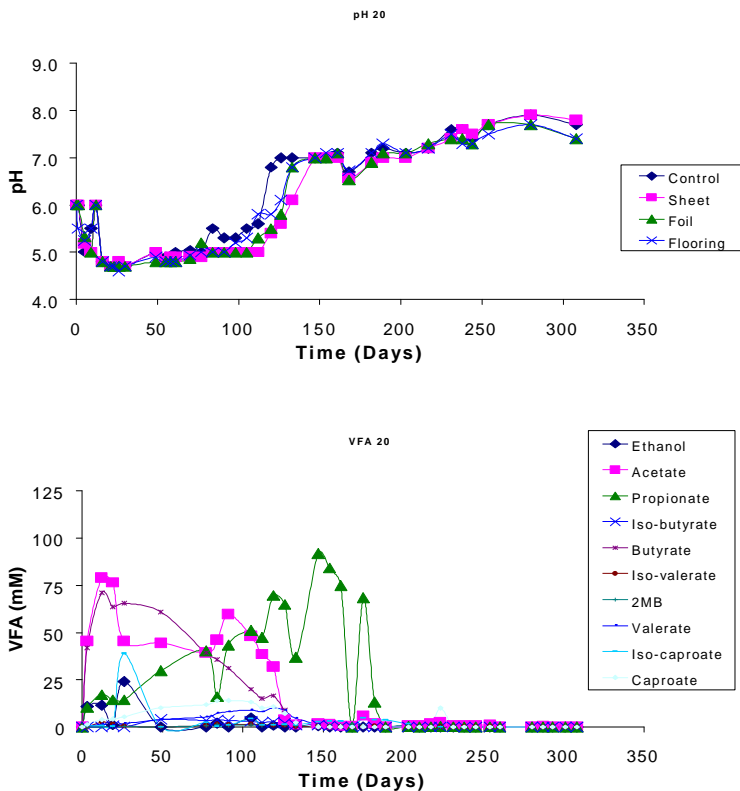 pH 20
9.0
8.0
7.0
6.0
5.0
4.0
pH
0 50 100 150 200 250 300 350
Time (Days)
Control
Sheet
Foil
Flooring
VFA 20
125
100
75
50
25
0
VFA (mM)
0 50 100 150 200 250 300 350
Time (Days)
Ethanol
Acetate
Propionate
Iso-butyrate
Butyrate
Iso-valerate
2MB
Valerate
Iso-caproate
Caproate